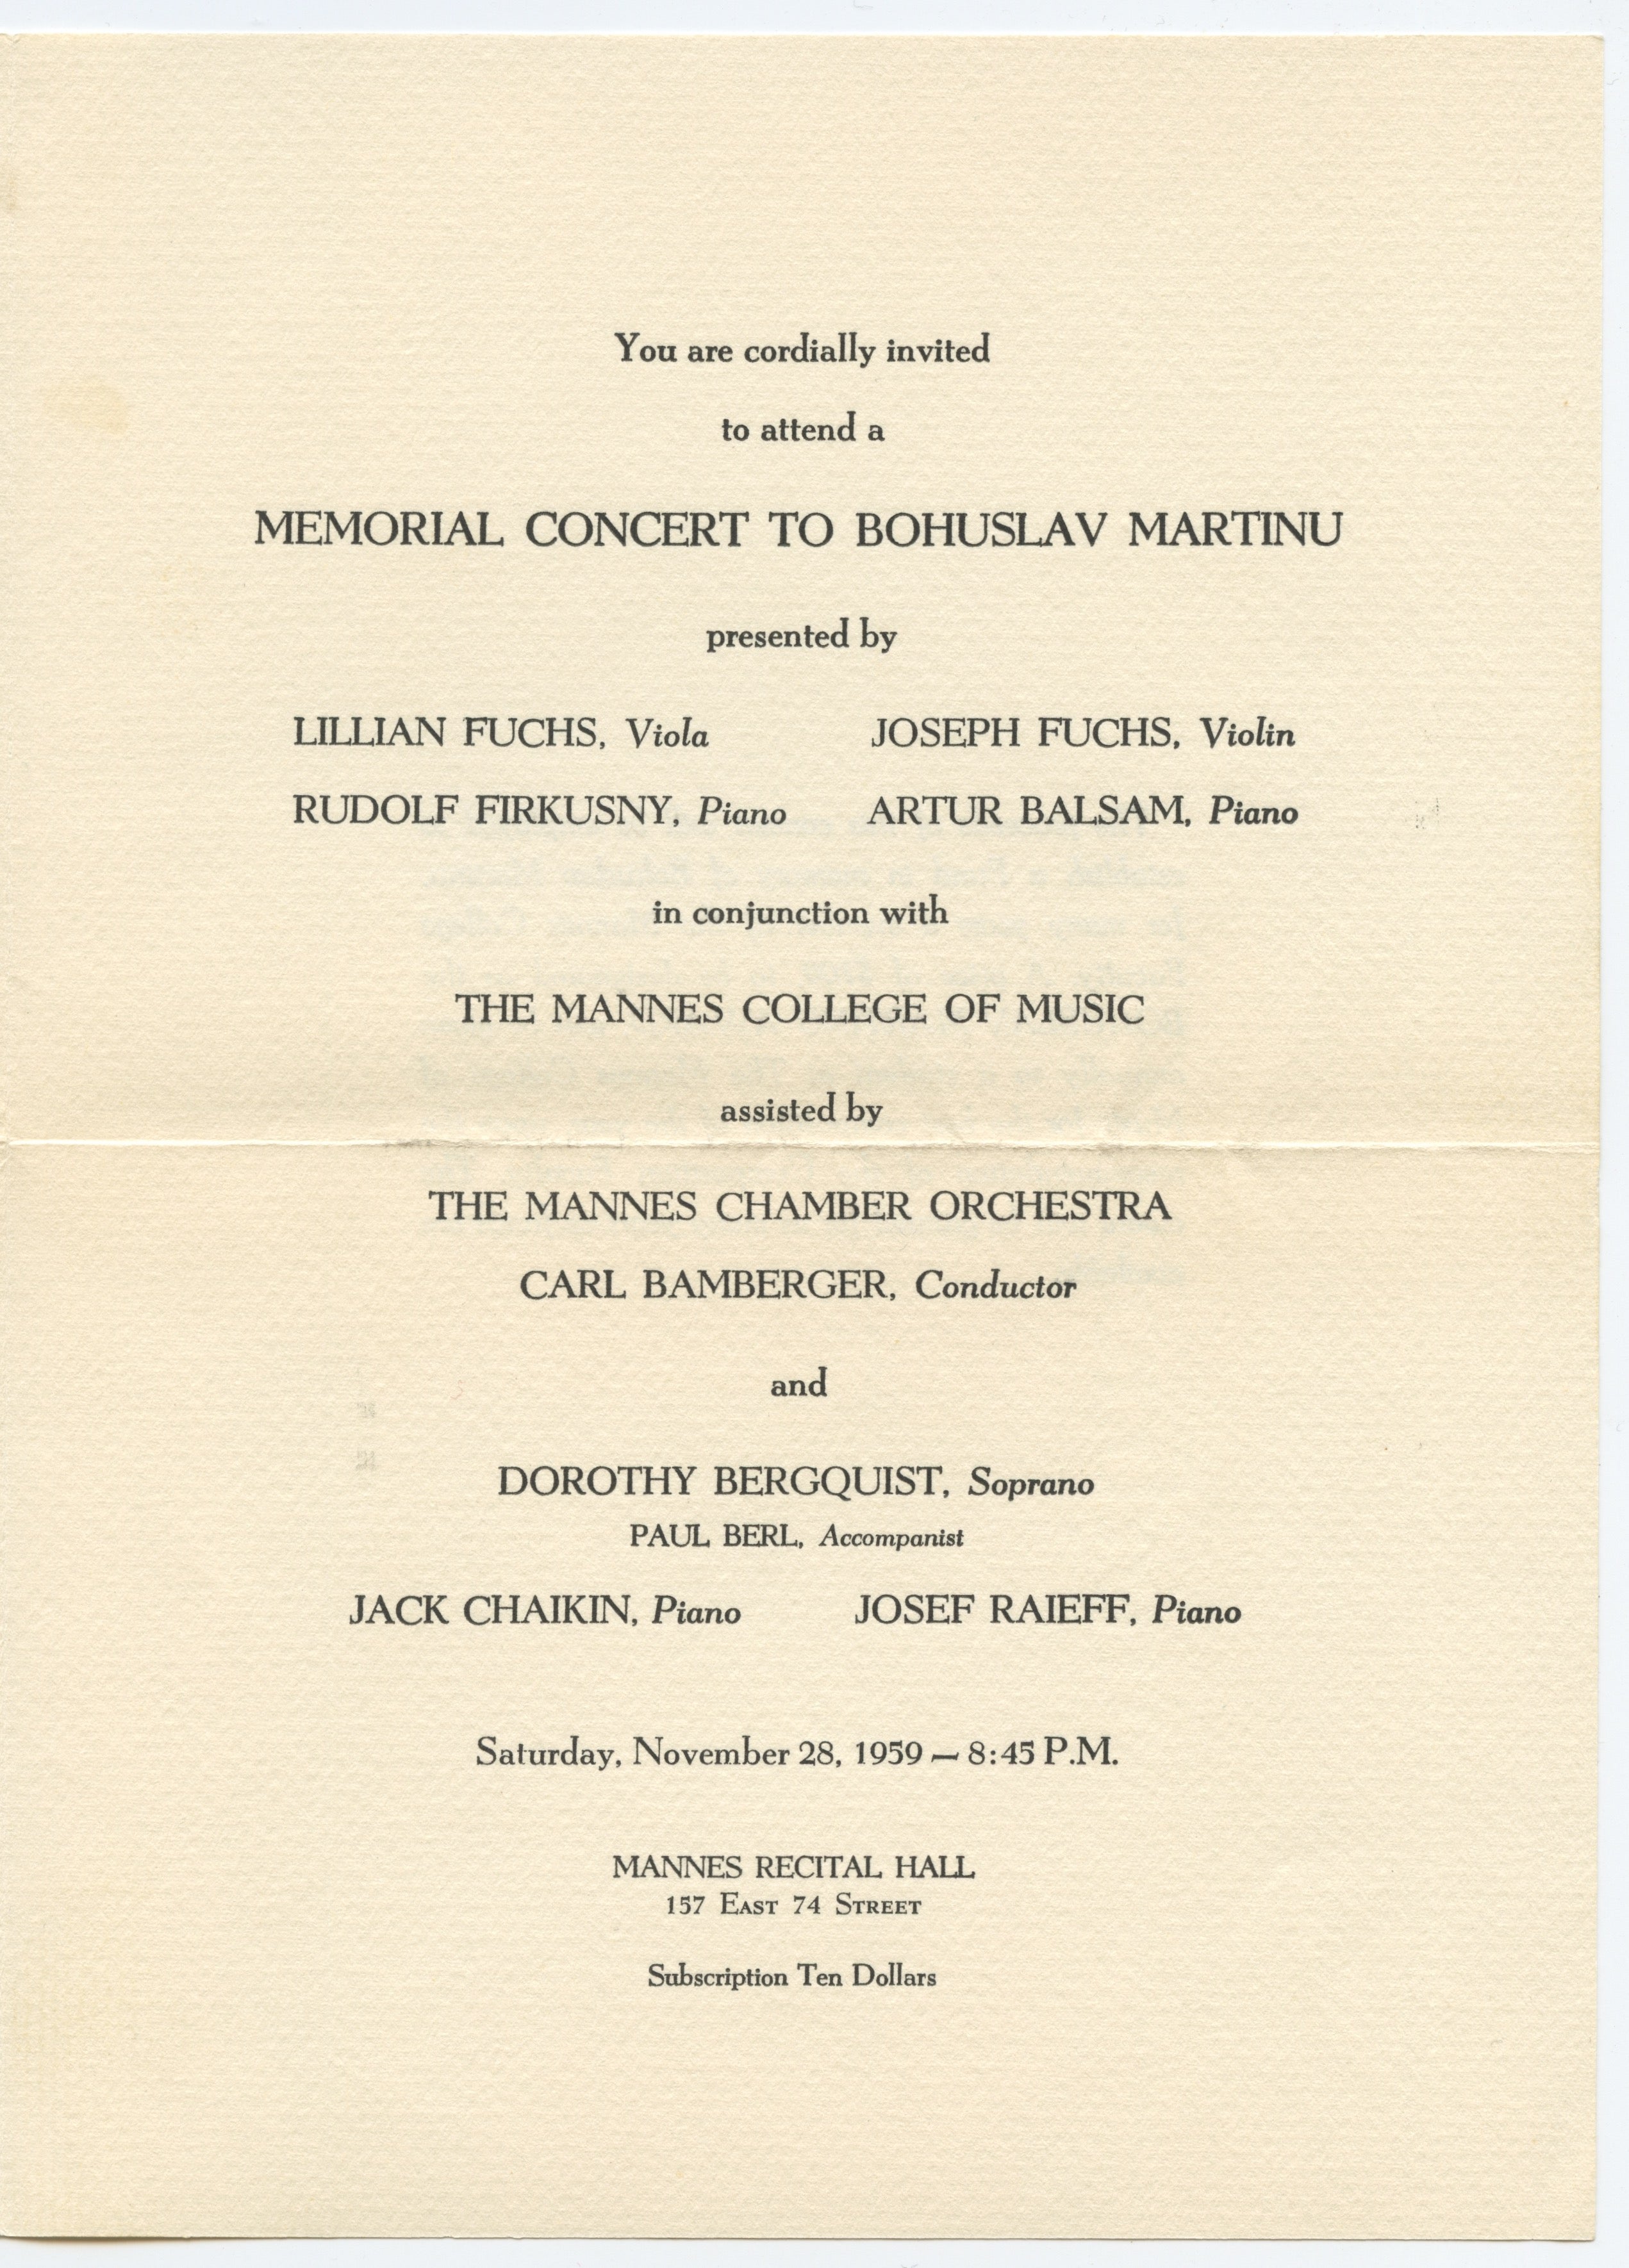 You are cordially invited
to attend a
MEMORIAL CONCERT TO BOHUSLAV MARTINU
presented by
LILLIAN FUCHS, Viola JOSEPH FUCHS, Violin
RUDOLF FIRKUSNY, Piano ARTUR BALSAM, Piano
in conjunction with
THE MANNES COLLEGE OF MUSIC
assisted by
THE MANNES CHAMBER ORCHESTRA
CARL BAMBERGER, Conductor
and
DOROTHY BERGQUIST, Soprano
PAUL BERL, Accompanist
JACK CHAIKIN, Piano JOSEF RAIEFF, Piano
Saturday, November 28, 1959 — 8:45 P.M.
MANNES RECITAL HALL
157 EAST 74 STREET
Subscription Ten Dollars